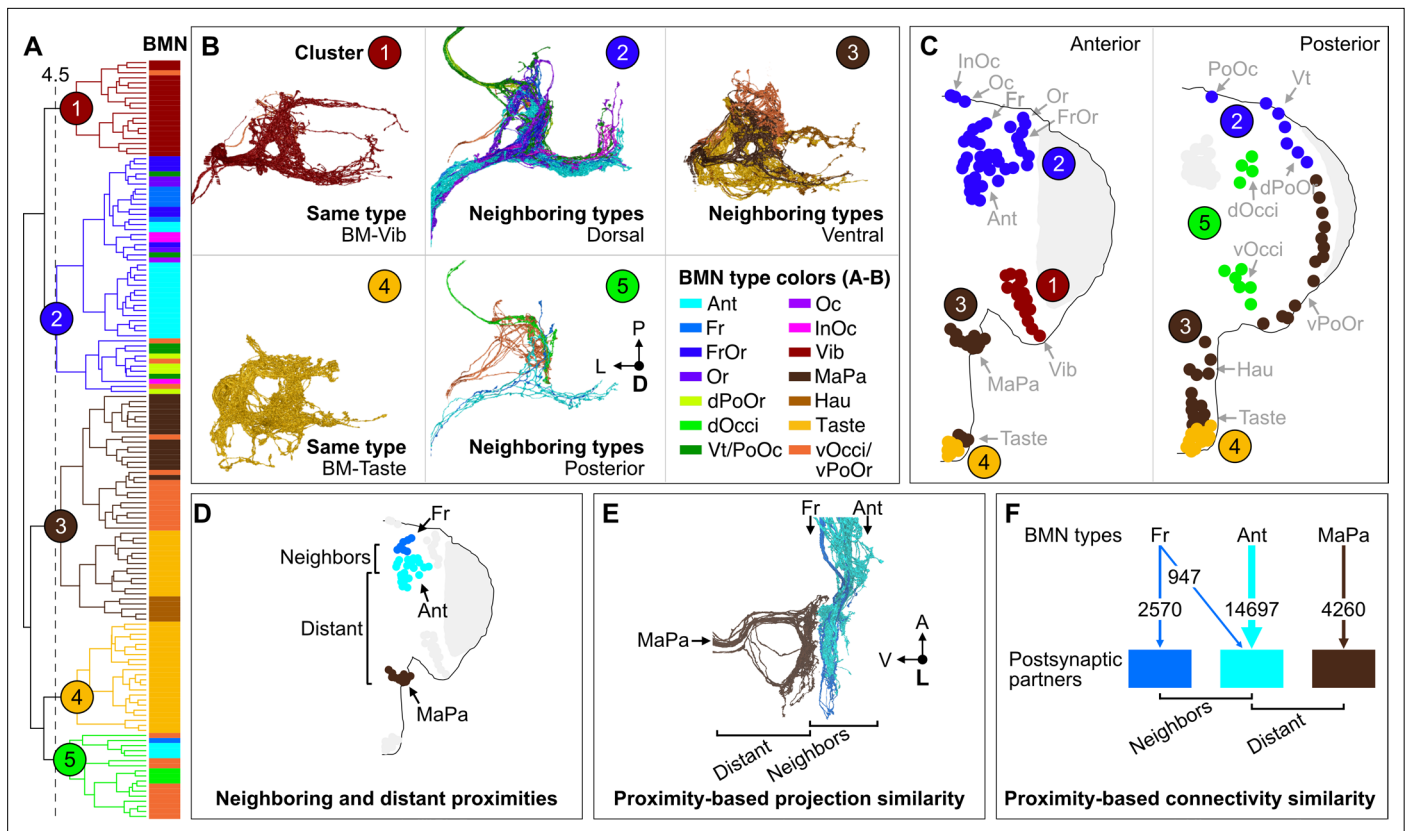 A
BMN
4.5
1
2
3
4
5
B
Cluster 1
Same type
BM-Vib
2
Neighboring types
Dorsal
3
Neighboring types
Ventral
4
Same type
BM-Taste
5
P
L
D
Neighboring types
Posterior
BMN type colors (A-B)
Ant
Fr
FrOr
Or
dPoOr
dOcci
Vt/PoOc
Oc
InOc
Vib
MaPa
Hau
Taste
vOcci/
vPoOr
C
Anterior
InOc
Oc
Fr
Or
FrOr
2
Ant
1
3
MaPa
Vib
Taste
4
Posterior
PoOc
Vt
2
dPoOr
dOcci
5
vOcci
vPoOr
3
Hau
Taste
4
D
Fr
Neighbors
Ant
Distant
MaPa
Neighboring and distant proximities
E
Fr
Ant
MaPa
A
V
L
Distant
Neighbors
Proximity-based projection similarity
F
BMN types
Fr
Ant
MaPa
947
2570
14697
4260
Postsynaptic
partners
Neighbors
Distant
Proximity-based connectivity similarity